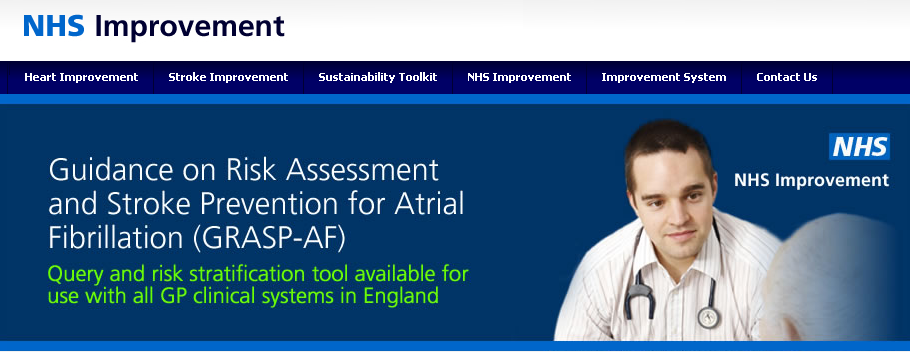 NHS Improvement
Heart Improvement Stroke Improvement Sustainability Toolkit NHS Improvement Improvement System Contact Us
NHS
NHS Improvement
Guidance on Risk Assessment
and Stroke Prevention for Atrial
Fibrillation (GRASP-AF)
Query and risk stratification tool available for
use with all GP clinical systems in England